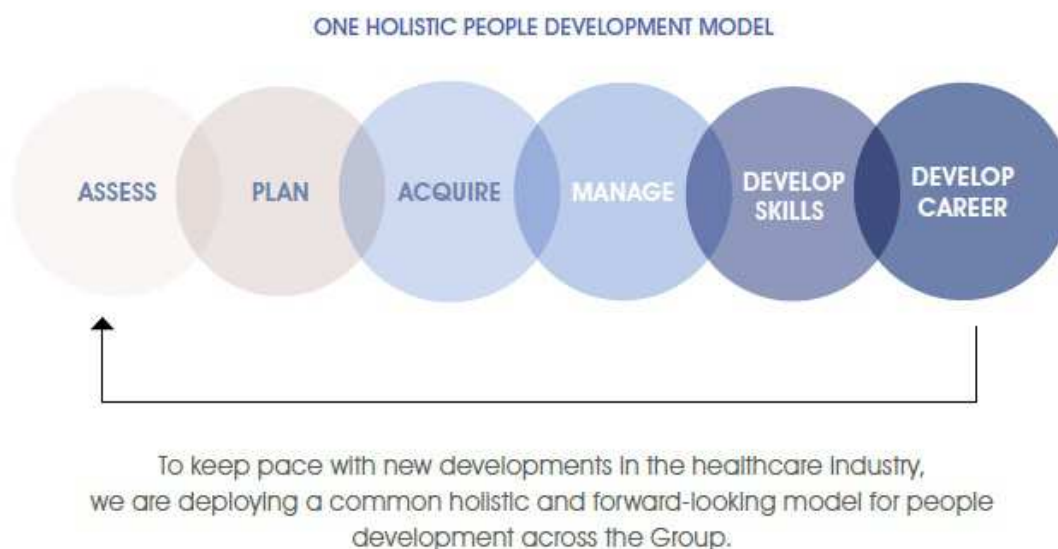 ONE HOLISTIC PEOPLE DEVELOPMENT MODEL
ASSESS
PLAN
ACQUIRE
MANAGE
DEVELOP
SKILLS
DEVELOP
CAREER
To keep pace with new developments in the healthcare industry,
we are deploying a common holistic and forward-looking model for people
development across the Group.